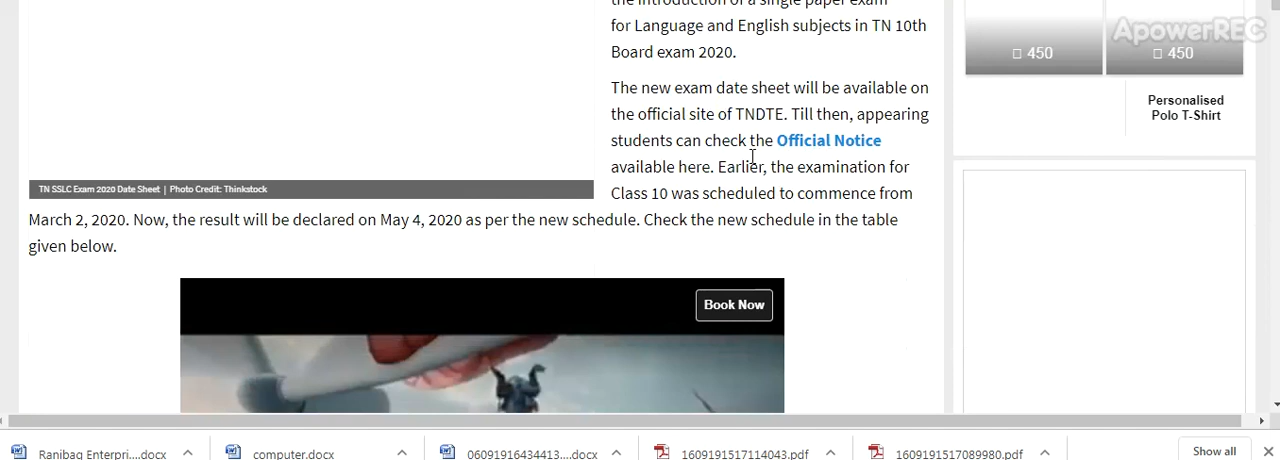 the introduction of a single paper exam
for Language and English subjects in TN 10th
Board exam 2020.
The new exam date sheet will be available on
the official site of TNDTE. Till then, appearing
students can check the Official Notice
available here. Earlier, the examination for
Class 10 was scheduled to commence from
TN SSLC Exam 2020 Date Sheet | Photo Credit: Thinkstock
March 2, 2020. Now, the result will be declared on May 4, 2020 as per the new schedule. Check the new schedule in the table
given below.
Book Now
ApowerREC
450
450
Personalised
Polo T-Shirt
Ranibag Enterpri....docx
computer.docx
06091916434413....docx
1609191517114043.pdf
1609191517089980.pdf
Show all